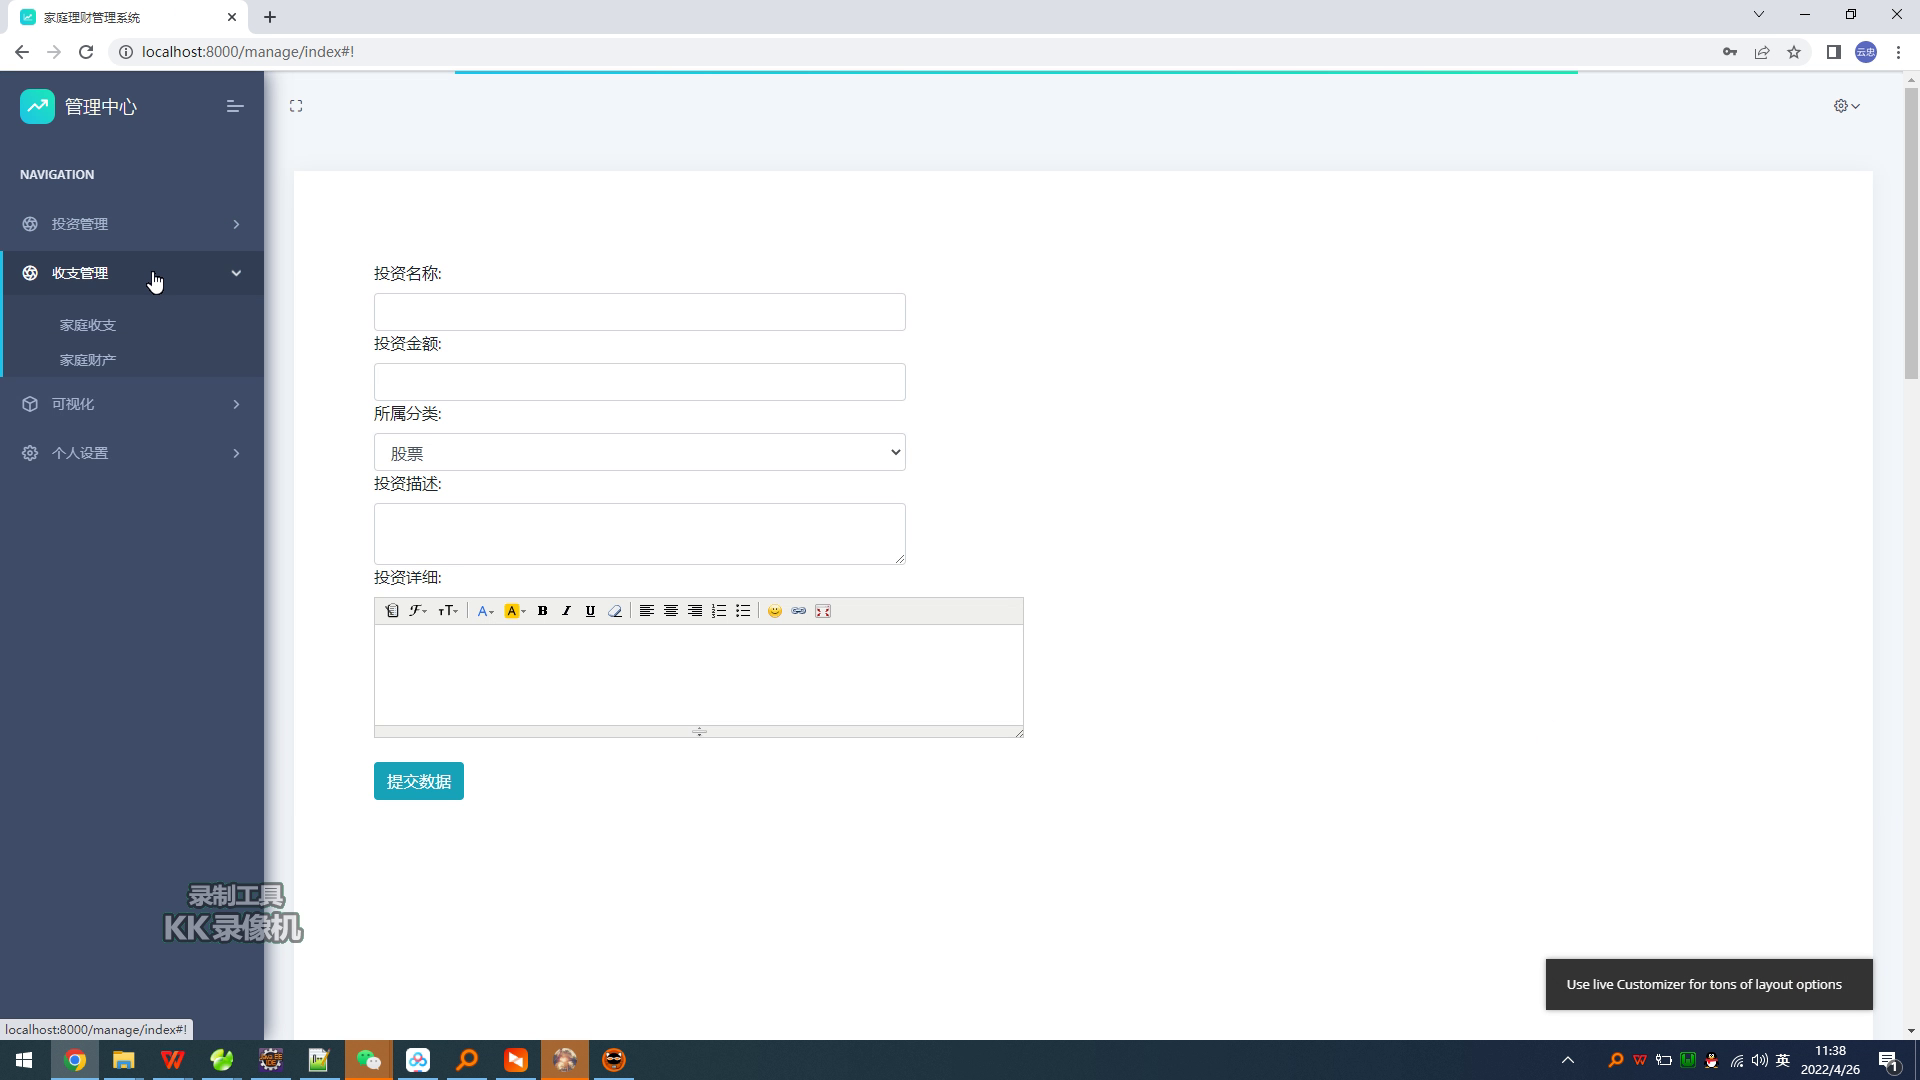 家庭理财管理系统
localhost:8000/manage/index#!
云忠
管理中心
NAVIGATION
投资管理
收支管理
家庭收支
家庭财产
可视化
个人设置
投资名称:
投资金额:
所属分类:
股票
投资描述:
投资详细:
提交数据
录制工具
KK录像机
Use live Customizer for tons of layout options
localhost:8000/manage/index#!
英
11:38
2022/4/26
1